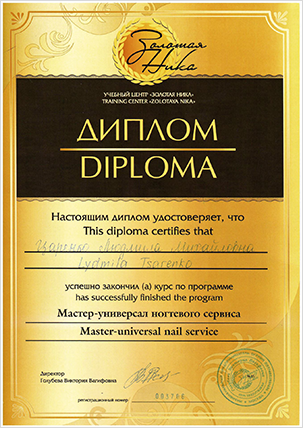 Золотая
Ника
УЧЕБНЫЙ ЦЕНТР «ЗОЛОТАЯ НИКА»
TRAINING CENTER «ZOLOTAYA NIKA»
ДИПЛОМ
DIPLOMA
Настоящим диплом удостоверяет, что
This diploma certifies that
Людмила Михайловна
Lydmila Tsarenko
успешно закончил (а) курс по программе
has successfully finished the program
Мастер-универсал ногтевого сервиса
Master-universal nail service
Директор
Голубева Виктория Вагифовна
регистрационный номер